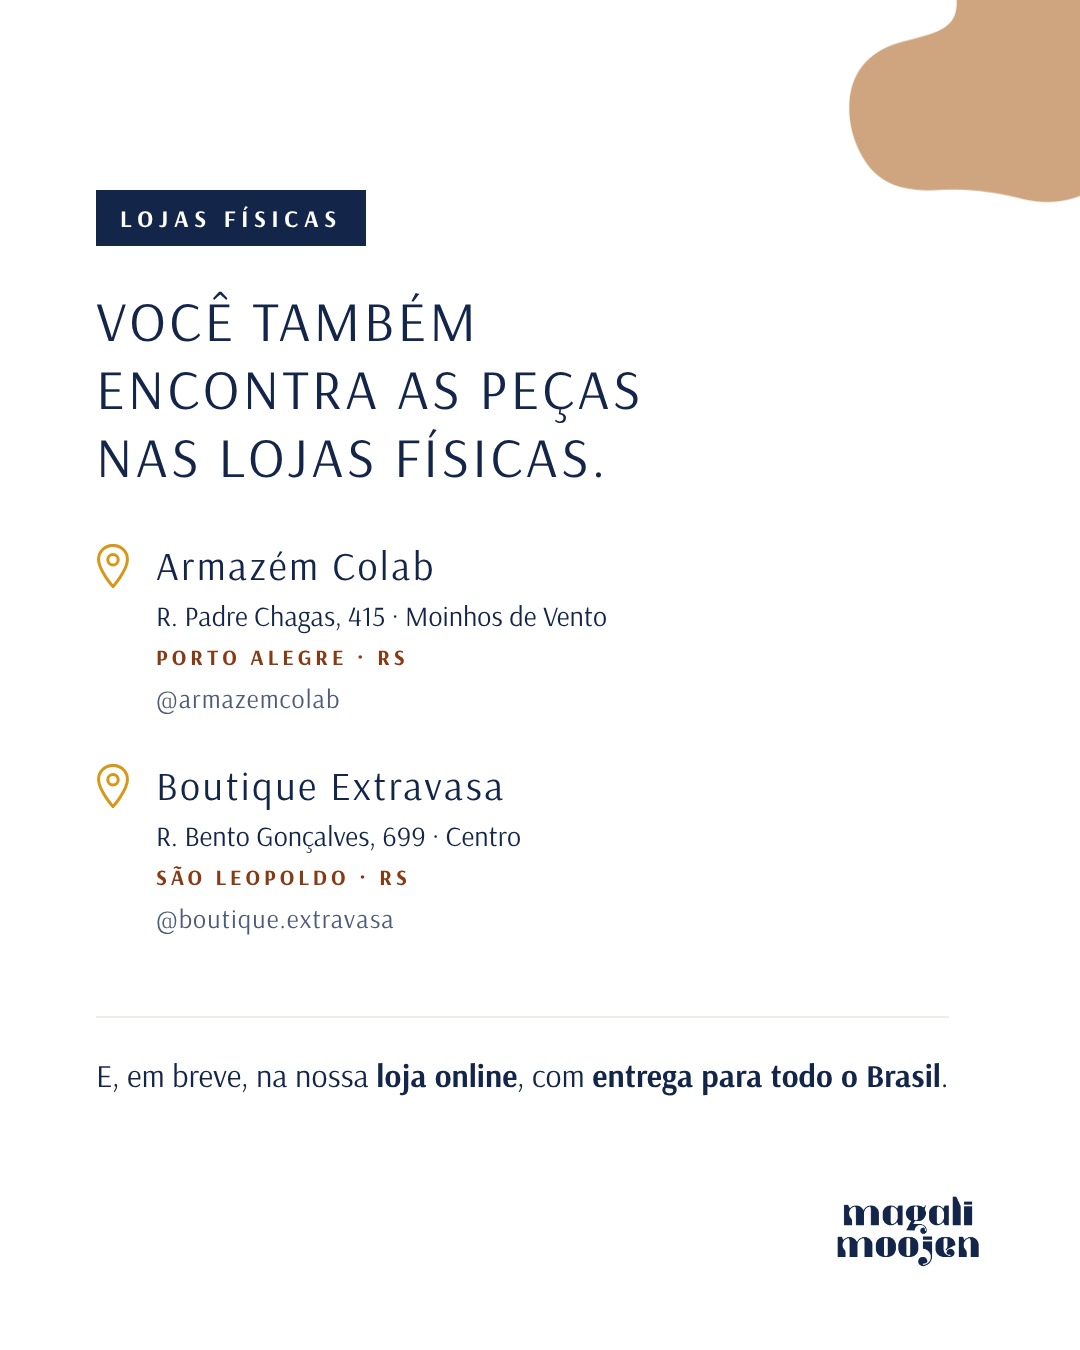 LOJAS FÍSICAS
VOCÊ TAMBÉM
ENCONTRA AS PEÇAS
NAS LOJAS FÍSICAS.
Armazém Colab
R. Padre Chagas, 415 · Moinhos de Vento
PORTO ALEGRE · RS
@armazemcolab
Boutique Extravasa
R. Bento Gonçalves, 699 · Centro
SÃO LEOPOLDO · RS
@boutique.extravasa
E, em breve, na nossa loja online, com entrega para todo o Brasil.
magali
moojen